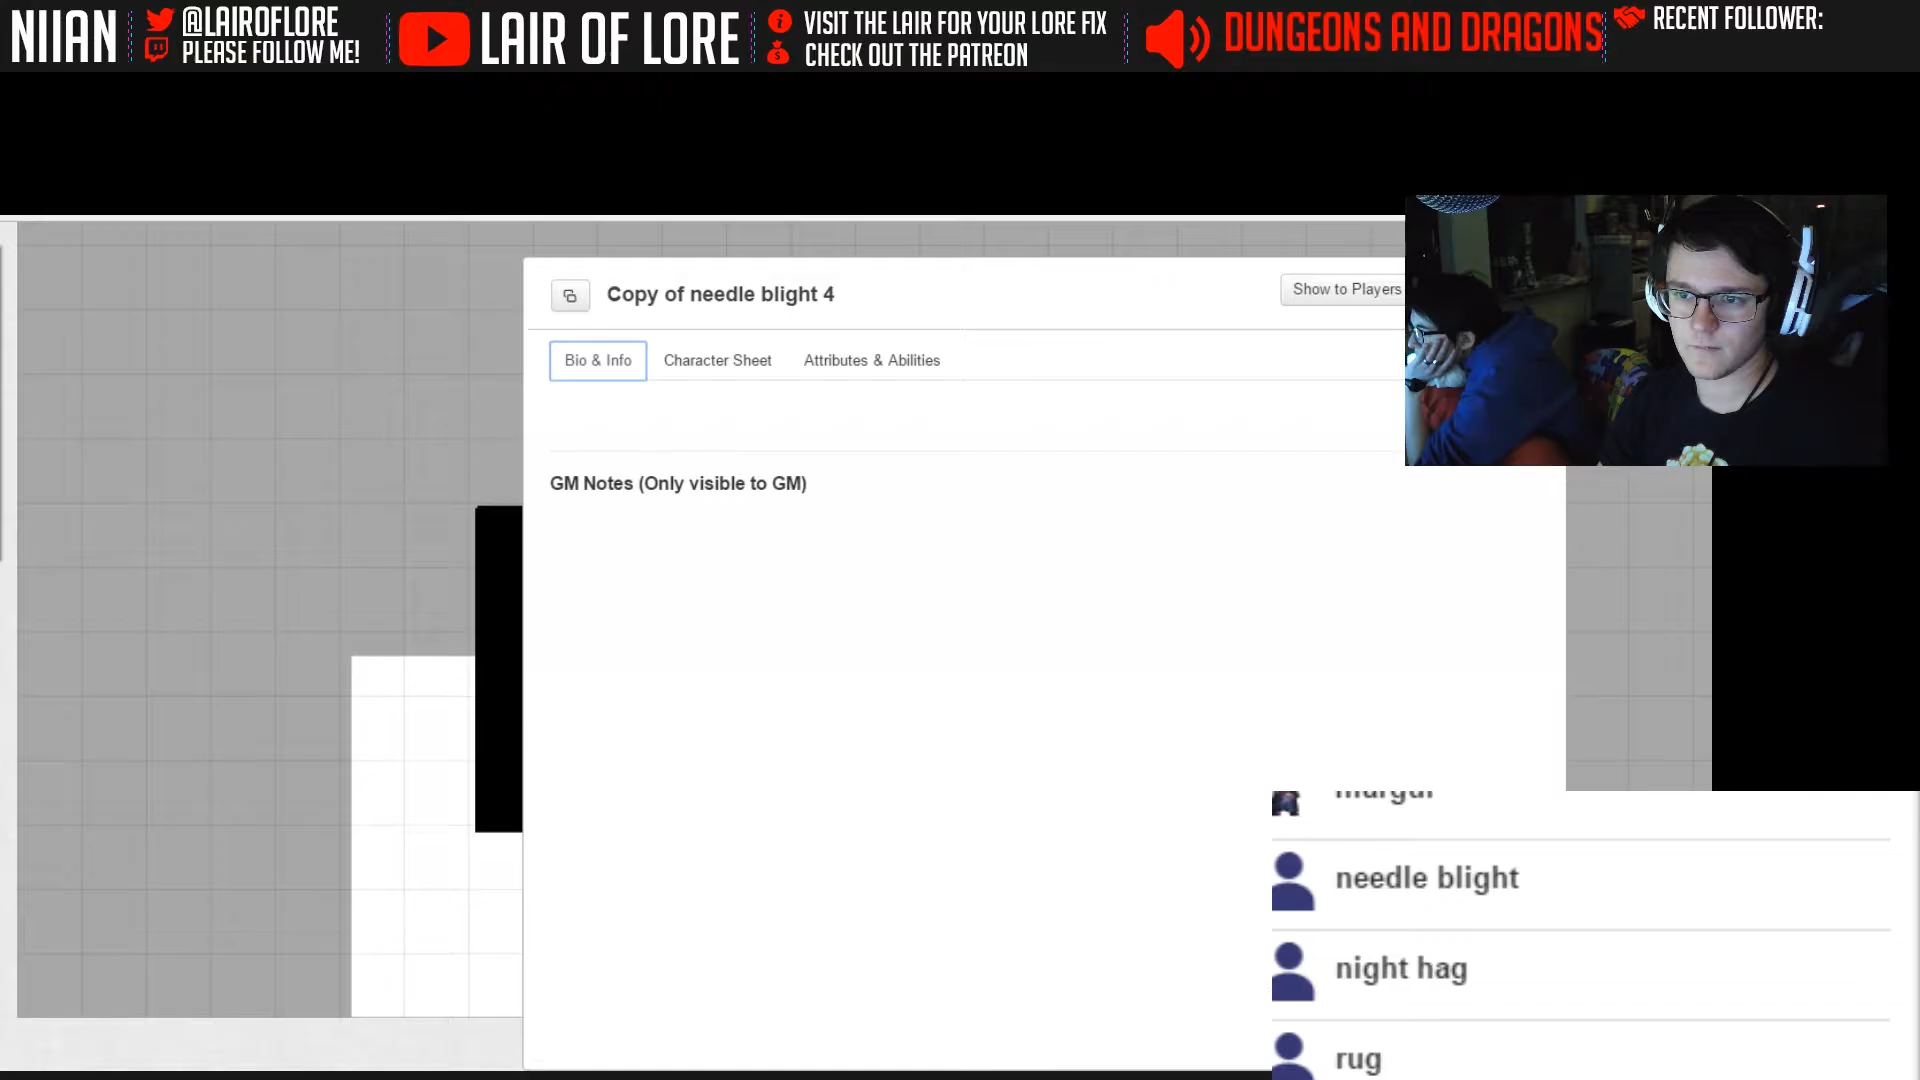 NIIAN
@LAIROFLORE
PLEASE FOLLOW ME!
LAIR OF LORE
VISIT THE LAIR FOR YOUR LORE FIX
CHECK OUT THE PATREON
DUNGEONS AND DRAGONS
RECENT FOLLOWER:
Copy of needle blight 4
Show to Players
Bio & Info
Character Sheet
Attributes & Abilities
GM Notes (Only visible to GM)
needle blight
night hag
rug